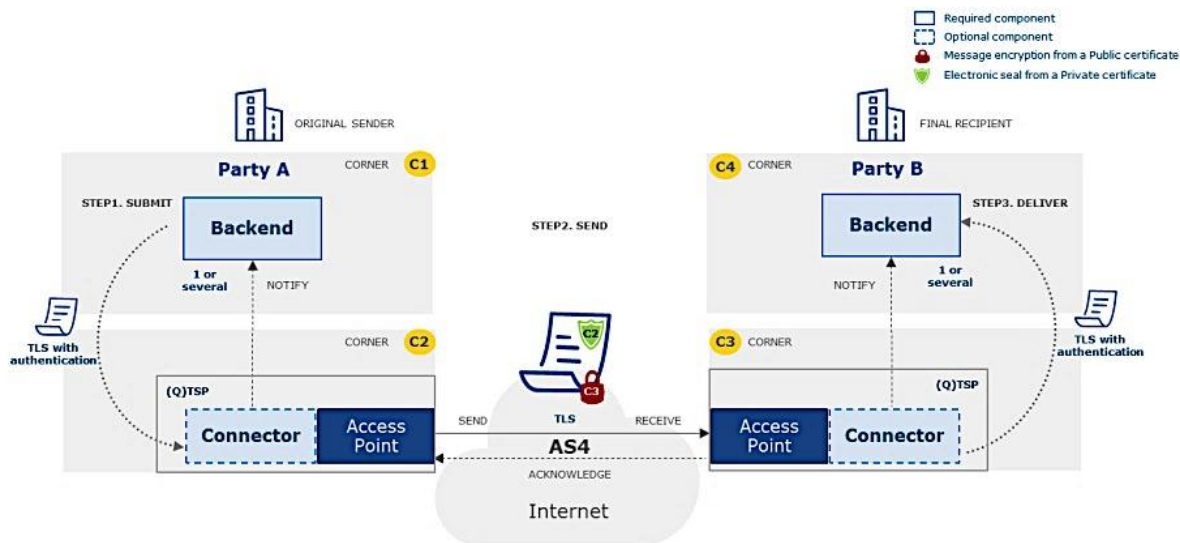 Required component
Optional component
Message encryption from a Public certificate
Electronic seal from a Private certificate
ORIGINAL SENDER
FINAL RECIPIENT
Party A
CORNER C1
C4 CORNER
Party B
STEP1. SUBMIT
Backend
1 or
several
NOTIFY
STEP2. SEND
Backend
STEP3. DELIVER
NOTIFY
1 or
several
TLS with
authentication
TLS with
authentication
CORNER C2
C2
C3
C3 CORNER
(Q)TSP
Connector
Access
Point
SEND
TLS
RECEIVE
AS4
ACKNOWLEDGE
Internet
(Q)TSP
Access
Point
Connector